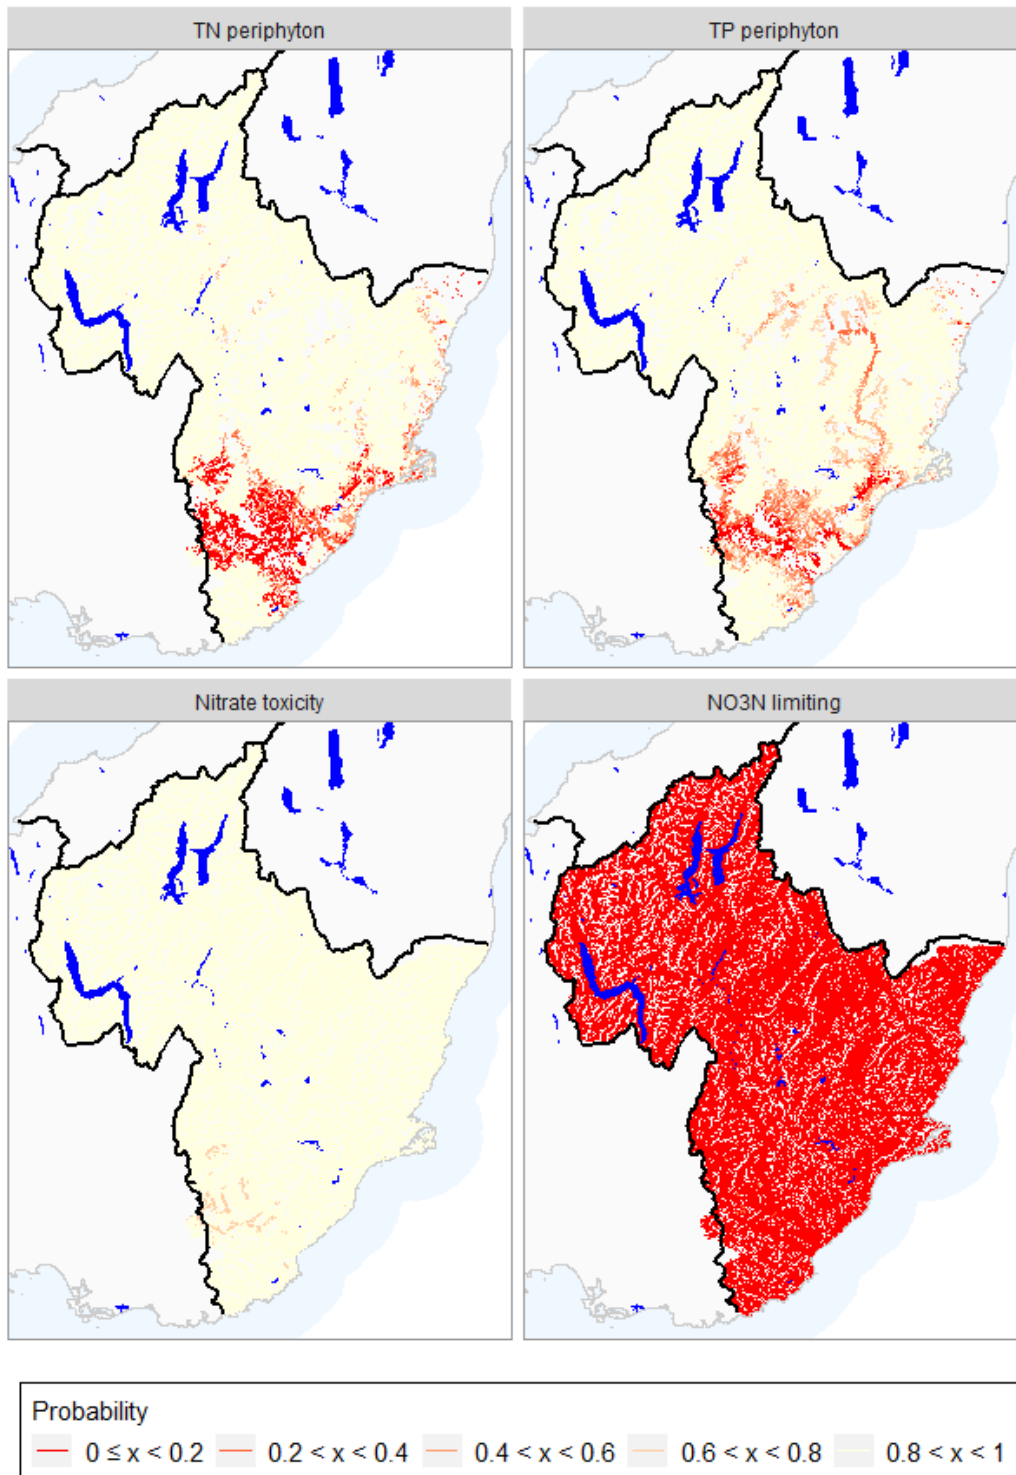 TN periphyton
TP periphyton
Nitrate toxicity
NO3N limiting
Probability
0 ≤ x < 0.2 0.2 < x < 0.4 0.4 < x < 0.6 0.6 < x < 0.8 0.8 < x < 1